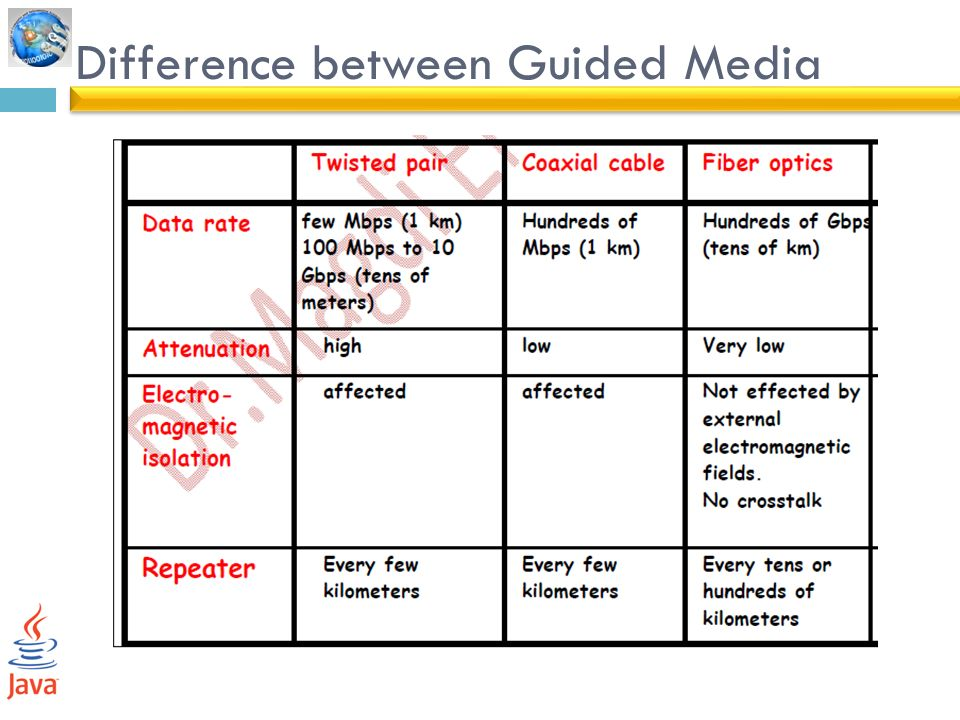 Difference between Guided Media
Twisted pair Coaxial cable Fiber optics
Data rate
few Mbps (1 km)
100 Mbps to 10
Gbps (tens of
meters)
Hundreds of
Mbps (1 km)
Hundreds of Gbps
(tens of km)
Attenuation high low Very low
Electro-
magnetic
isolation
affected
affected
Not effected by
external
electromagnetic
fields.
No crosstalk
Repeater
Every few
kilometers
Every few
kilometers
Every tens or
hundreds of
kilometers
Dr.Magdi
Java